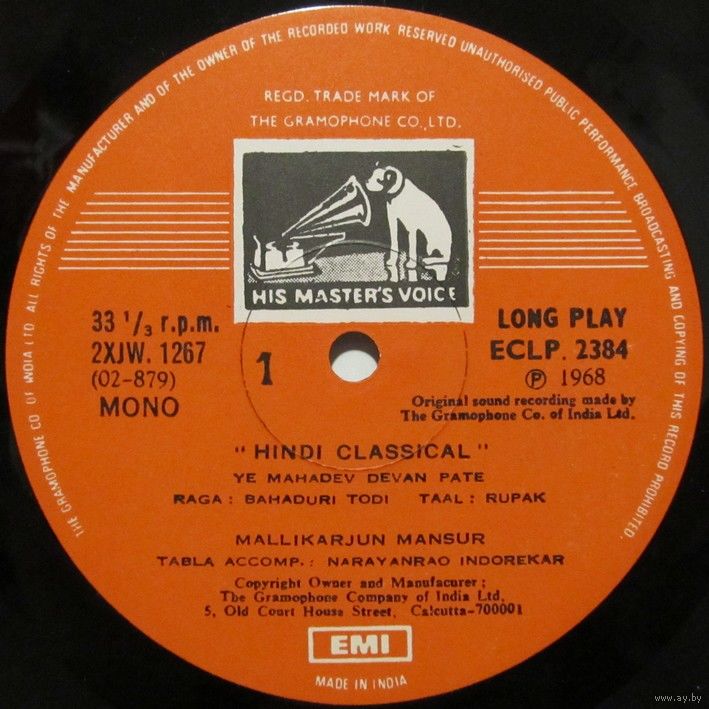 THE GRAMOPHONE CO OF INDIA LTD. ALL RIGHTS OF THE MANUFACTURER AND OF THE OWNER OF THE RECORDED WORK RESERVED UNAUTHORISED PUBLIC PERFORMANCE BROADCASTING AND COPYING OF THIS RECORD PROHIBITED.
REGD. TRADE MARK OF
THE GRAMOPHONE CO., LTD.
HIS MASTER'S VOICE
33 1/3 r.p.m.
2XJW. 1267
(02-879)
MONO
1
LONG PLAY
ECLP. 2384
Ⓟ 1968
Original sound recording made by
The Gramophone Co. of India Ltd.
" HINDI CLASSICAL "
YE MAHADEV DEVAN PATE
RAGA : BAHADURI TODI TAAL : RUPAK
MALLIKARJUN MANSUR
TABLA ACCOMP. : NARAYANRAO INDOREKAR
Copyright Owner and Manufacturer :
The Gramophone Company of India Ltd.
5, Old Court House Street, Calcutta-700001
EMI
MADE IN INDIA
www.ay.by